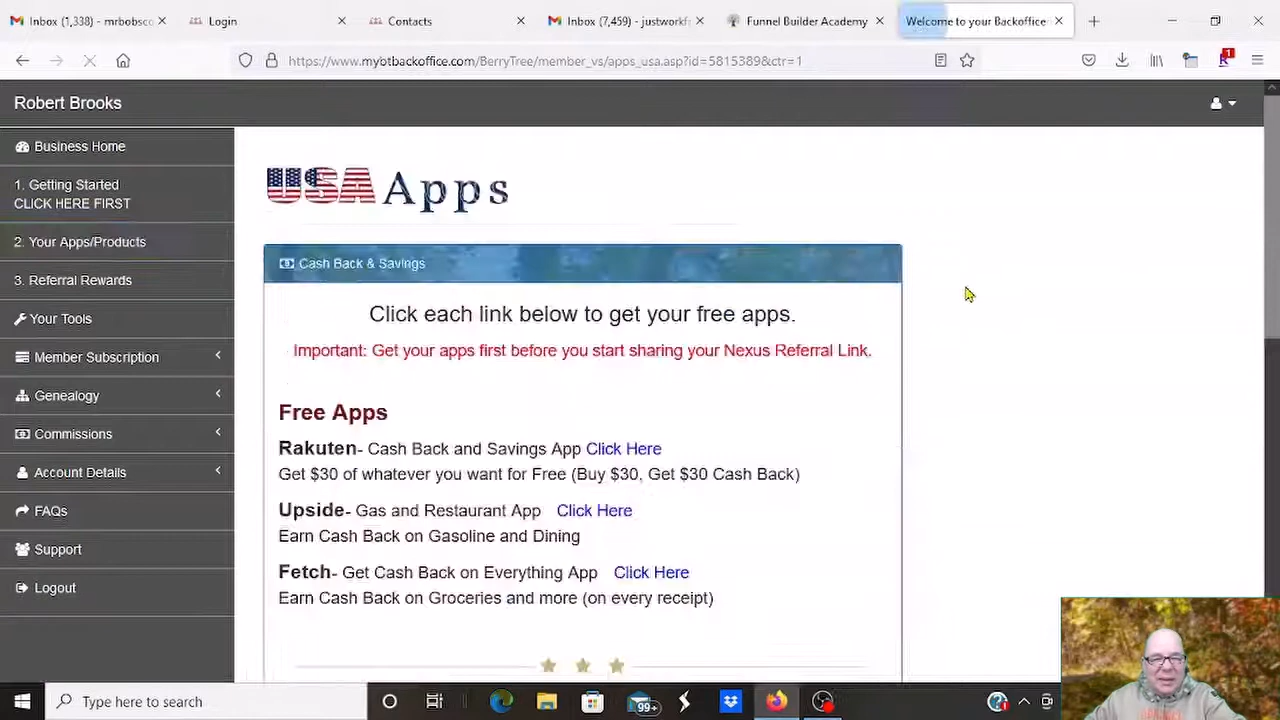 Inbox (1,338) - mrbobsco
Login
Contacts
Inbox (7,459) - justworkfr
Funnel Builder Academy
Welcome to your Backoffice
https://www.mybtbackoffice.com/BerryTree/member_vs/apps_usa.asp?id=5815389&ctr=1
1
Robert Brooks
Business Home
1. Getting Started
CLICK HERE FIRST
2. Your Apps/Products
3. Referral Rewards
Your Tools
Member Subscription
Genealogy
Commissions
Account Details
FAQs
Support
Logout
USA Apps
Cash Back & Savings
Click each link below to get your free apps.
Important: Get your apps first before you start sharing your Nexus Referral Link.
Free Apps
Rakuten- Cash Back and Savings App Click Here
Get $30 of whatever you want for Free (Buy $30, Get $30 Cash Back)
Upside- Gas and Restaurant App Click Here
Earn Cash Back on Gasoline and Dining
Fetch- Get Cash Back on Everything App Click Here
Earn Cash Back on Groceries and more (on every receipt)
Type here to search
99+